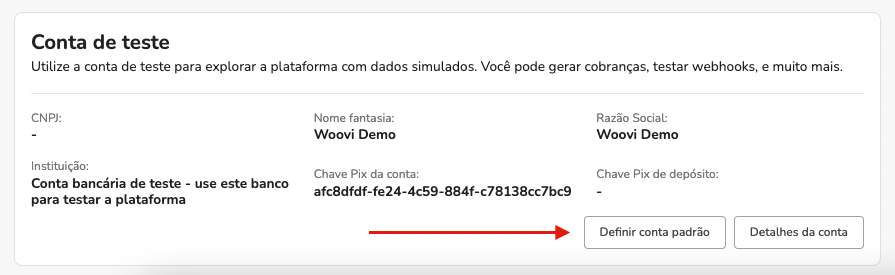 Conta de teste
Utilize a conta de teste para explorar a plataforma com dados simulados. Você pode gerar cobranças, testar webhooks, e muito mais.
CNPJ:
-
Nome fantasia:
Woovi Demo
Razão Social:
Woovi Demo
Instituição:
Conta bancária de teste - use este banco
para testar a plataforma
Chave Pix da conta:
afc8dfdf-fe24-4c59-884f-c78138cc7bc9
Chave Pix de depósito:
-
Definir conta padrão
Detalhes da conta